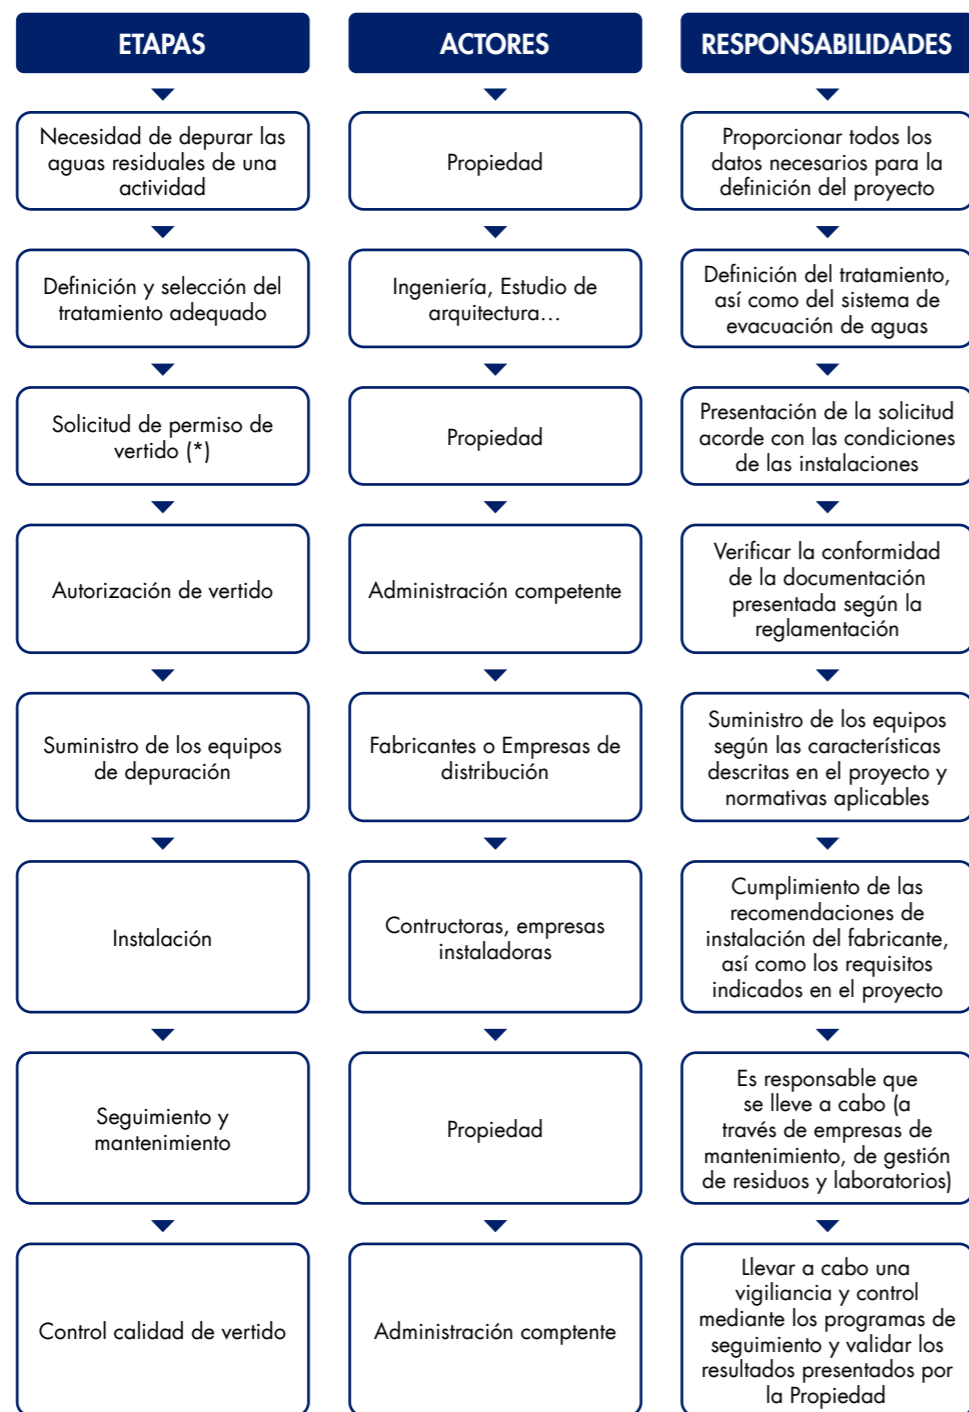 ETAPAS
ACTORES
RESPONSABILIDADES
Necesidad de depurar las
aguas residuales de una
actividad
Propiedad
Proporcionar todos los
datos necesarios para la
definición del proyecto
Definición y selección del
tratamiento adequado
Ingeniería, Estudio de
arquitectura...
Definición del tratamiento,
así como del sistema de
evacuación de aguas
Solicitud de permiso de
vertido (*)
Propiedad
Presentación de la solicitud
acorde con las condiciones
de las instalaciones
Autorización de vertido
Administración competente
Verificar la conformidad
de la documentación
presentada según la
reglamentación
Suministro de los equipos
de depuración
Fabricantes o Empresas de
distribución
Suministro de los equipos
según las características
descritas en el proyecto y
normativas aplicables
Instalación
Contructoras, empresas
instaladoras
Cumplimiento de las
recomendaciones de
instalación del fabricante,
así como los requisitos
indicados en el proyecto
Seguimiento y
mantenimiento
Propiedad
Es responsable que
se lleve a cabo (a
través de empresas de
mantenimiento, de gestión
de residuos y laboratorios)
Control calidad de vertido
Administración comptente
Llevar a cabo una
vigiliancia y control
mediante los programas de
seguimiento y validar los
resultados presentados por
la Propiedad